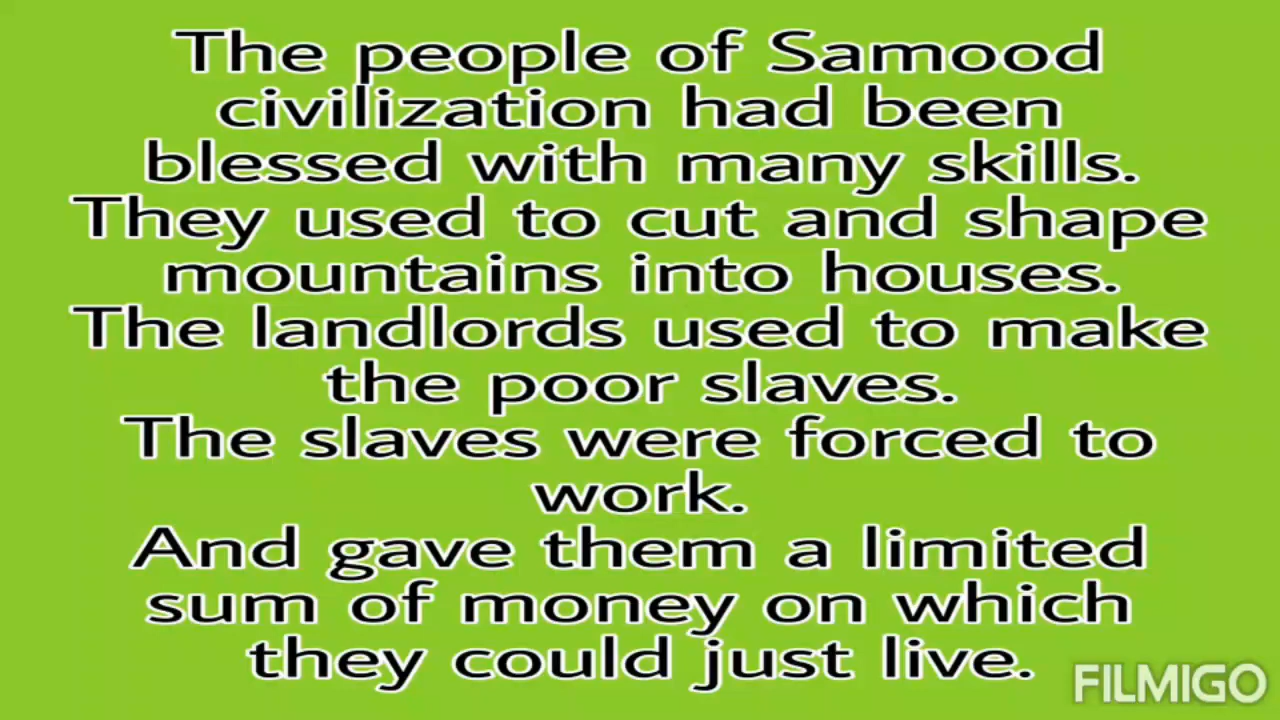 The people of Samood
civilization had been
blessed with many skills.
They used to cut and shape
mountains into houses.
The landlords used to make
the poor slaves.
The slaves were forced to
work.
And gave them a limited
sum of money on which
they could just live.
FILMIGO